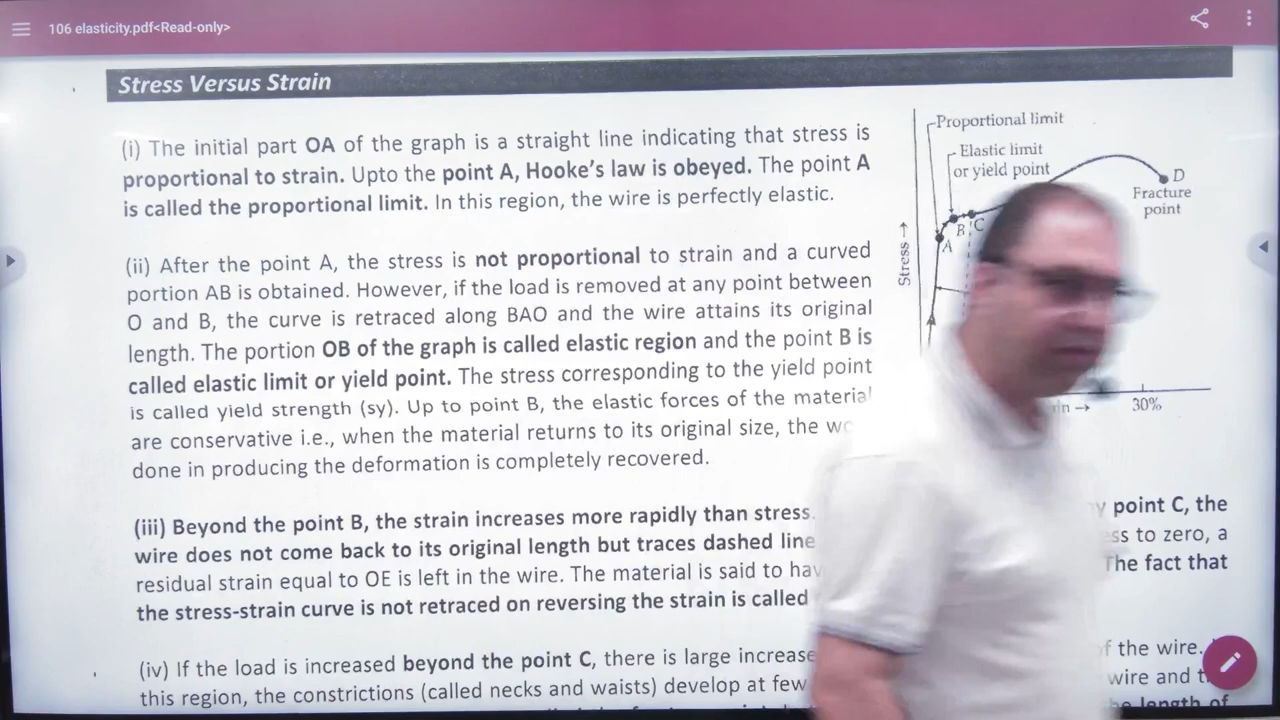 106 elasticity.pdf<Read-only>
Stress Versus Strain
(i) The initial part OA of the graph is a straight line indicating that stress is
proportional to strain. Upto the point A, Hooke's law is obeyed. The point A
is called the proportional limit. In this region, the wire is perfectly elastic.
(ii) After the point A, the stress is not proportional to strain and a curved
portion AB is obtained. However, if the load is removed at any point between
O and B, the curve is retraced along BAO and the wire attains its original
length. The portion OB of the graph is called elastic region and the point B is
called elastic limit or yield point. The stress corresponding to the yield point
is called yield strength (sy). Up to point B, the elastic forces of the material
are conservative i.e., when the material returns to its original size, the
done in producing the deformation is completely recovered.
(iii) Beyond the point B, the strain increases more rapidly than stress. point C, the
wire does not come back to its original length but traces dashed line to zero, a
residual strain equal to OE is left in the wire. The material is said to The fact that
the stress-strain curve is not retraced on reversing the strain is called
(iv) If the load is increased beyond the point C, there is large increase of the wire.
this region, the constrictions (called necks and waists) develop at few wire and
length of
Proportional limit
Elastic limit
or yield point
D
Fracture
point
B
C
A
Stress →
→
30%